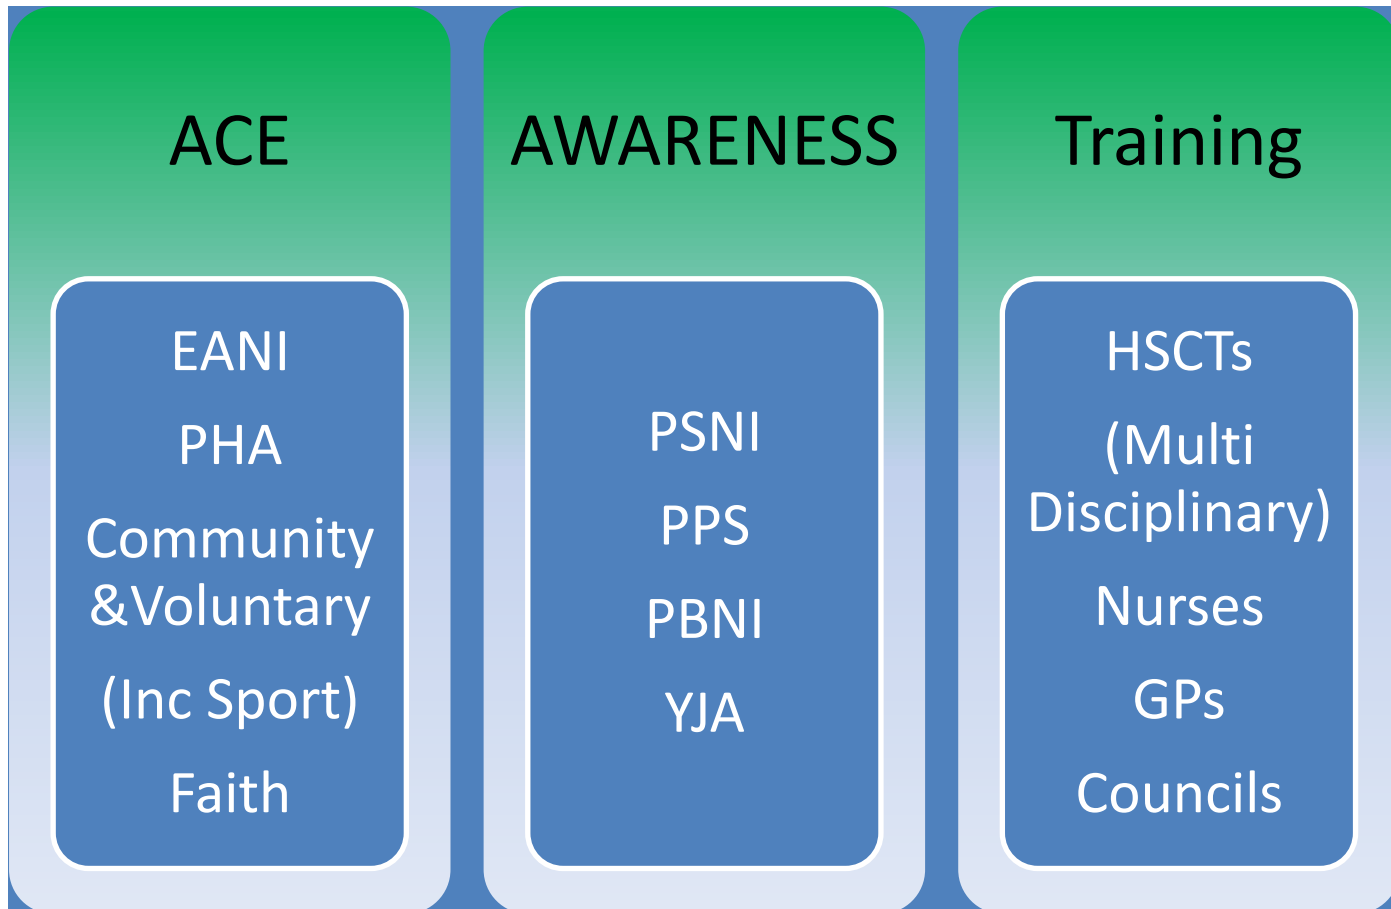 ACE
EANI
PHA
Community
&Voluntary
(Inc Sport)
Faith
AWARENESS
PSNI
PPS
PBNI
YJA
Training
HSCTs
(Multi
Disciplinary)
Nurses
GPs
Councils